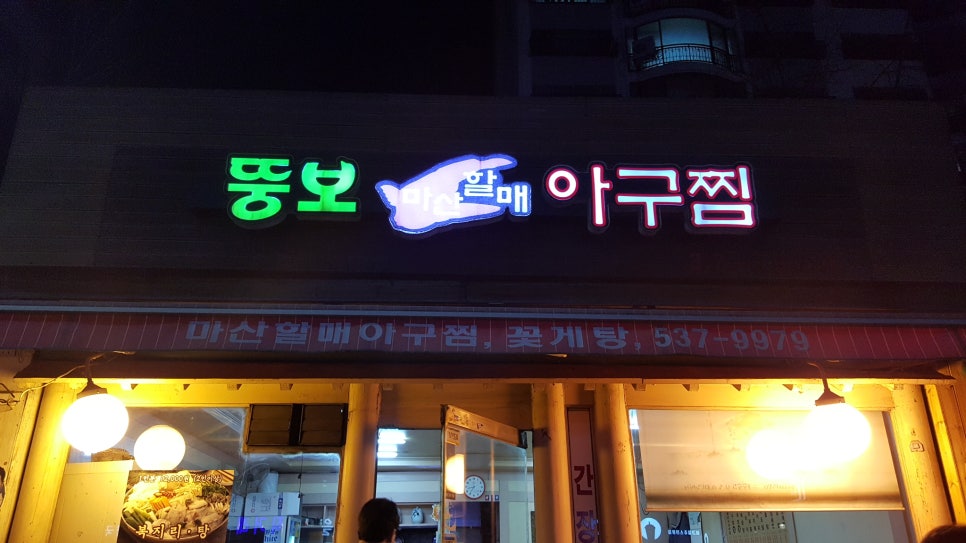 뚱보 마산할매 아구찜
마산할매아구찜, 꽃게탕, 537-9979
복지리·탕
간장